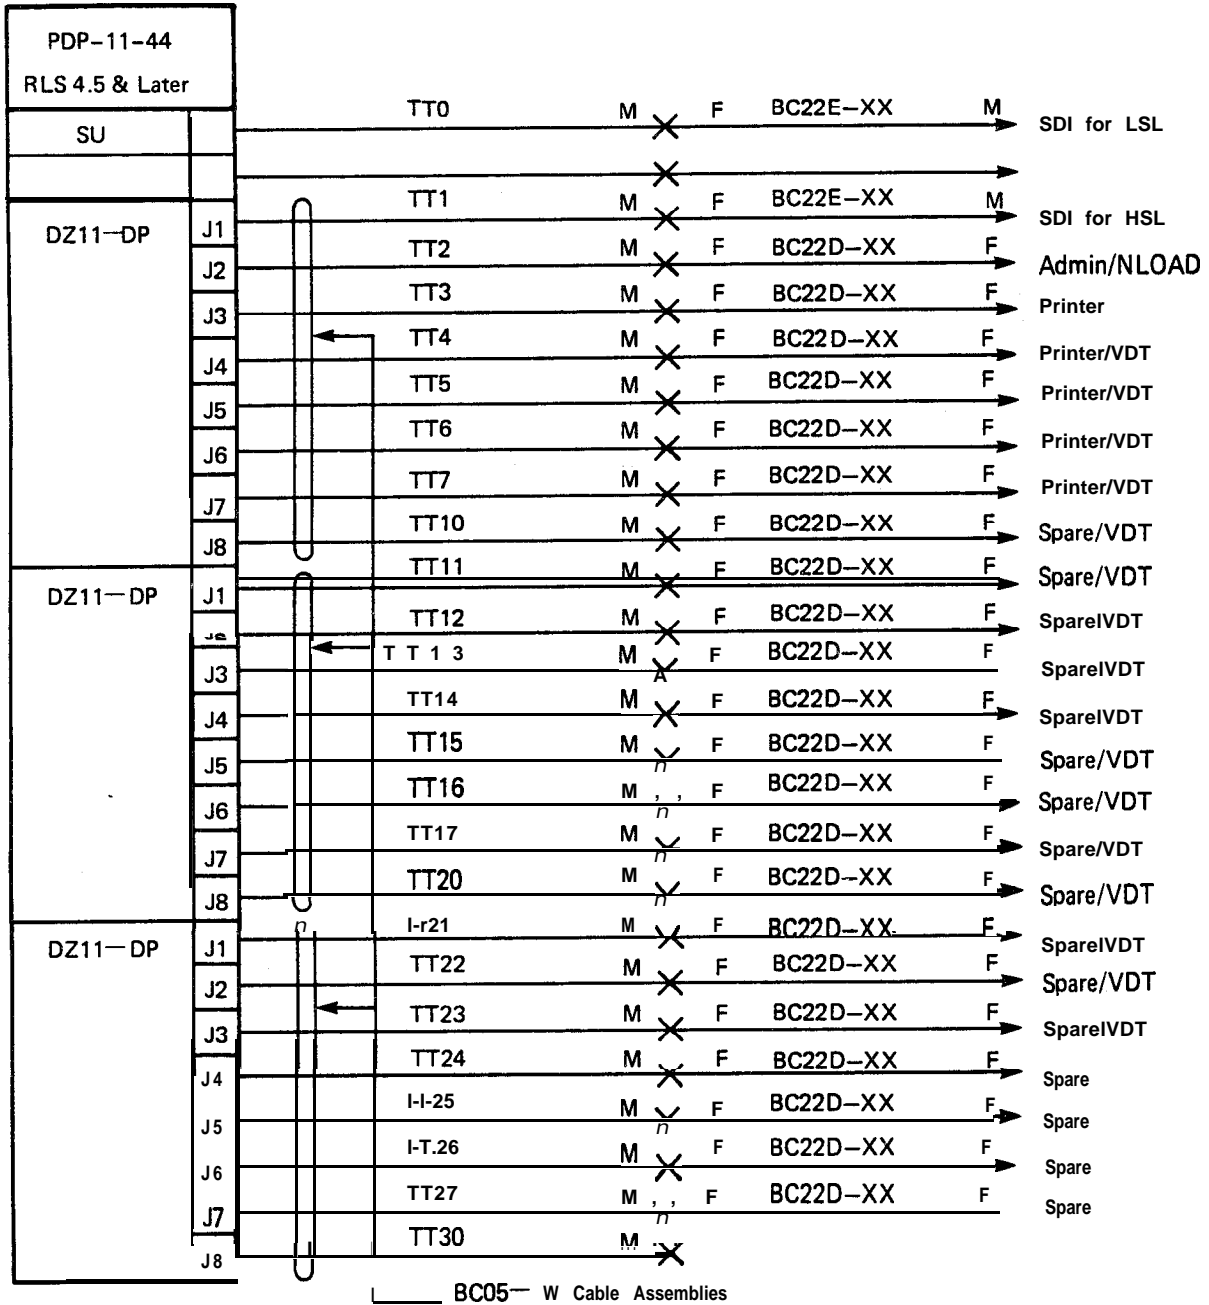 PDP-11-44
RLS 4.5 & Later
SU TT0 M F BC22E-XX M SDI for LSL
DZ11-DP J1 TT1 M F BC22E-XX M SDI for HSL
J2 TT2 M F BC22D-XX F Admin/NLOAD
J3 TT3 M F BC22D-XX F Printer
J4 TT4 M F BC22D-XX F Printer/VDT
J5 TT5 M F BC22D-XX F Printer/VDT
J6 TT6 M F BC22D-XX F Printer/VDT
J7 TT7 M F BC22D-XX F Printer/VDT
J8 TT10 M F BC22D-XX F Spare/VDT
DZ11-DP J1 TT11 M F BC22D-XX F Spare/VDT
TT12 M F BC22D-XX F SpareIVDT
J3 T T 1 3 M F BC22D-XX F SpareIVDT
J4 TT14 M F BC22D-XX F SpareIVDT
J5 TT15 M F BC22D-XX F Spare/VDT
J6 TT16 M F BC22D-XX F Spare/VDT
J7 TT17 M F BC22D-XX F Spare/VDT
J8 TT20 M F BC22D-XX F Spare/VDT
DZ11-DP J1 I-r21 M F BC22D-XX F SpareIVDT
J2 TT22 M F BC22D-XX F Spare/VDT
J3 TT23 M F BC22D-XX F SpareIVDT
J4 TT24 M F BC22D-XX F Spare
J5 I-I-25 M F BC22D-XX F Spare
J6 I-T.26 M F BC22D-XX F Spare
J7 TT27 M F BC22D-XX F Spare
J8 TT30 M
BC05- W Cable Assemblies